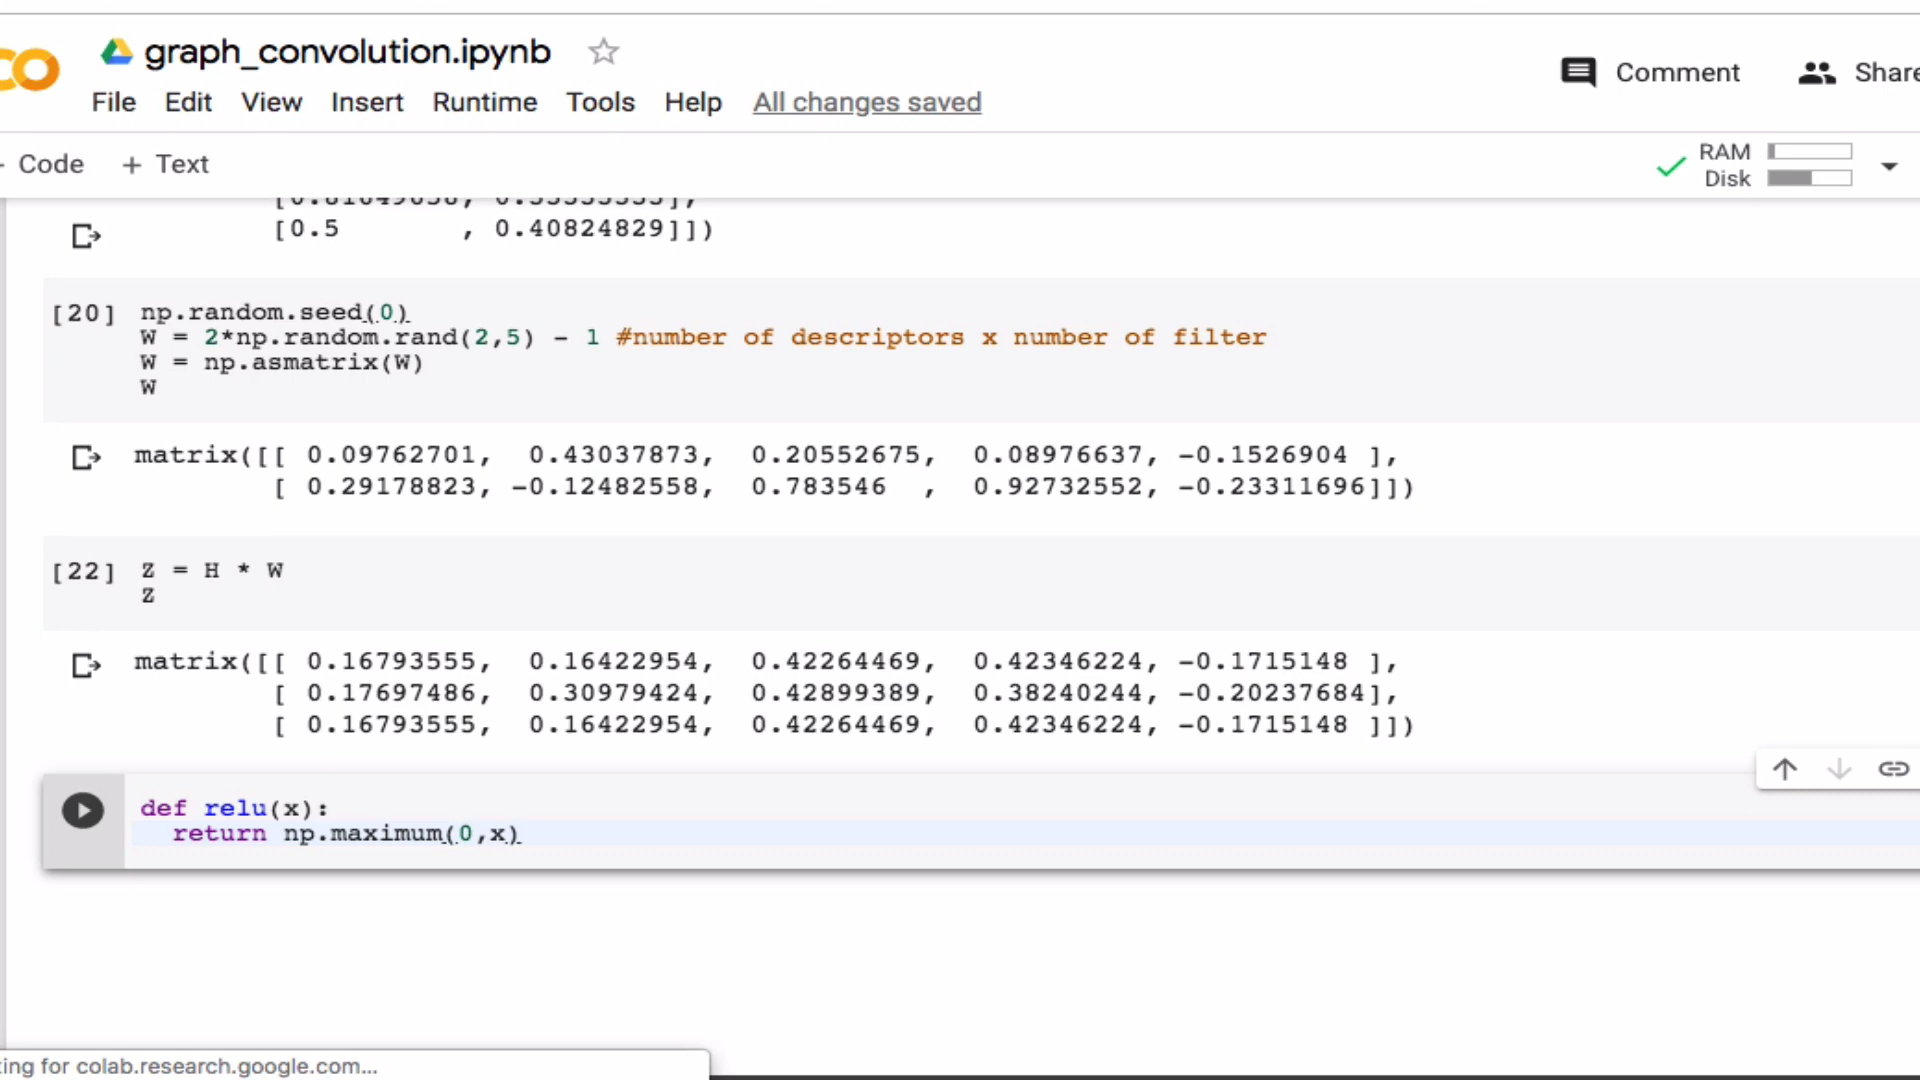 graph_convolution.ipynb
Comment
Share
File Edit View Insert Runtime Tools Help All changes saved
Code + Text
RAM
Disk
[0.5 , 0.40824829]])
[20] np.random.seed(0)
W = 2*np.random.rand(2,5) - 1 #number of descriptors x number of filter
W = np.asmatrix(W)
W
matrix([[ 0.09762701, 0.43037873, 0.20552675, 0.08976637, -0.1526904 ],
[ 0.29178823, -0.12482558, 0.783546 , 0.92732552, -0.23311696]])
[22] Z = H * W
Z
matrix([[ 0.16793555, 0.16422954, 0.42264469, 0.42346224, -0.1715148 ],
[ 0.17697486, 0.30979424, 0.42899389, 0.38240244, -0.20237684],
[ 0.16793555, 0.16422954, 0.42264469, 0.42346224, -0.1715148 ]])
def relu(x):
return np.maximum(0,x)
ing for colab.research.google.com...